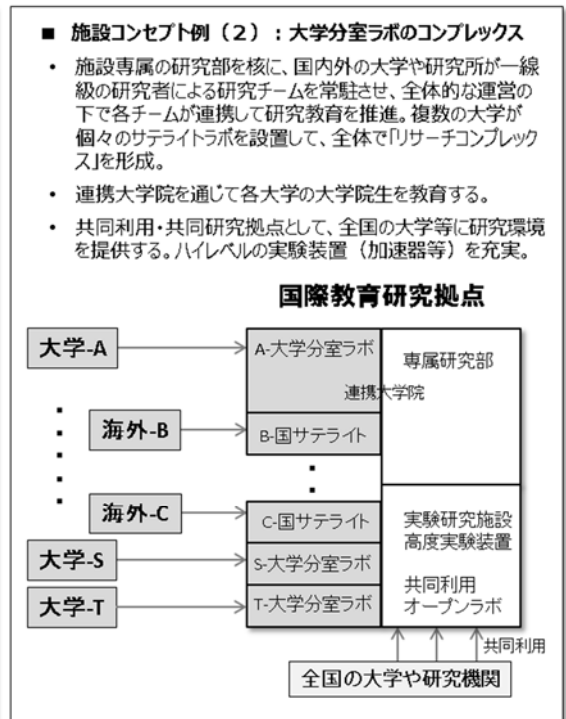 ■ 施設コンセプト例（２）：大学分室ラボのコンプレックス
• 施設専属の研究部を核に、国内外の大学や研究所が一線
級の研究者による研究チームを常駐させ、全体的な運営の
下で各チームが連携して研究教育を推進。複数の大学が
個々のサテライトラボを設置して、全体で「リサーチコンプレック
ス」を形成。
• 連携大学院を通じて各大学の大学院生を教育する。
• 共同利用・共同研究拠点として、全国の大学等に研究環境
を提供する。ハイレベルの実験装置（加速器等）を充実。
国際教育研究拠点
大学-A
A-大学分室ラボ
専属研究部
連携大学院
海外-B
B-国サテライト
海外-C
C-国サテライト
実験研究施設
高度実験装置
大学-S
S-大学分室ラボ
共同利用
オープンラボ
大学-T
T-大学分室ラボ
共同利用
全国の大学や研究機関